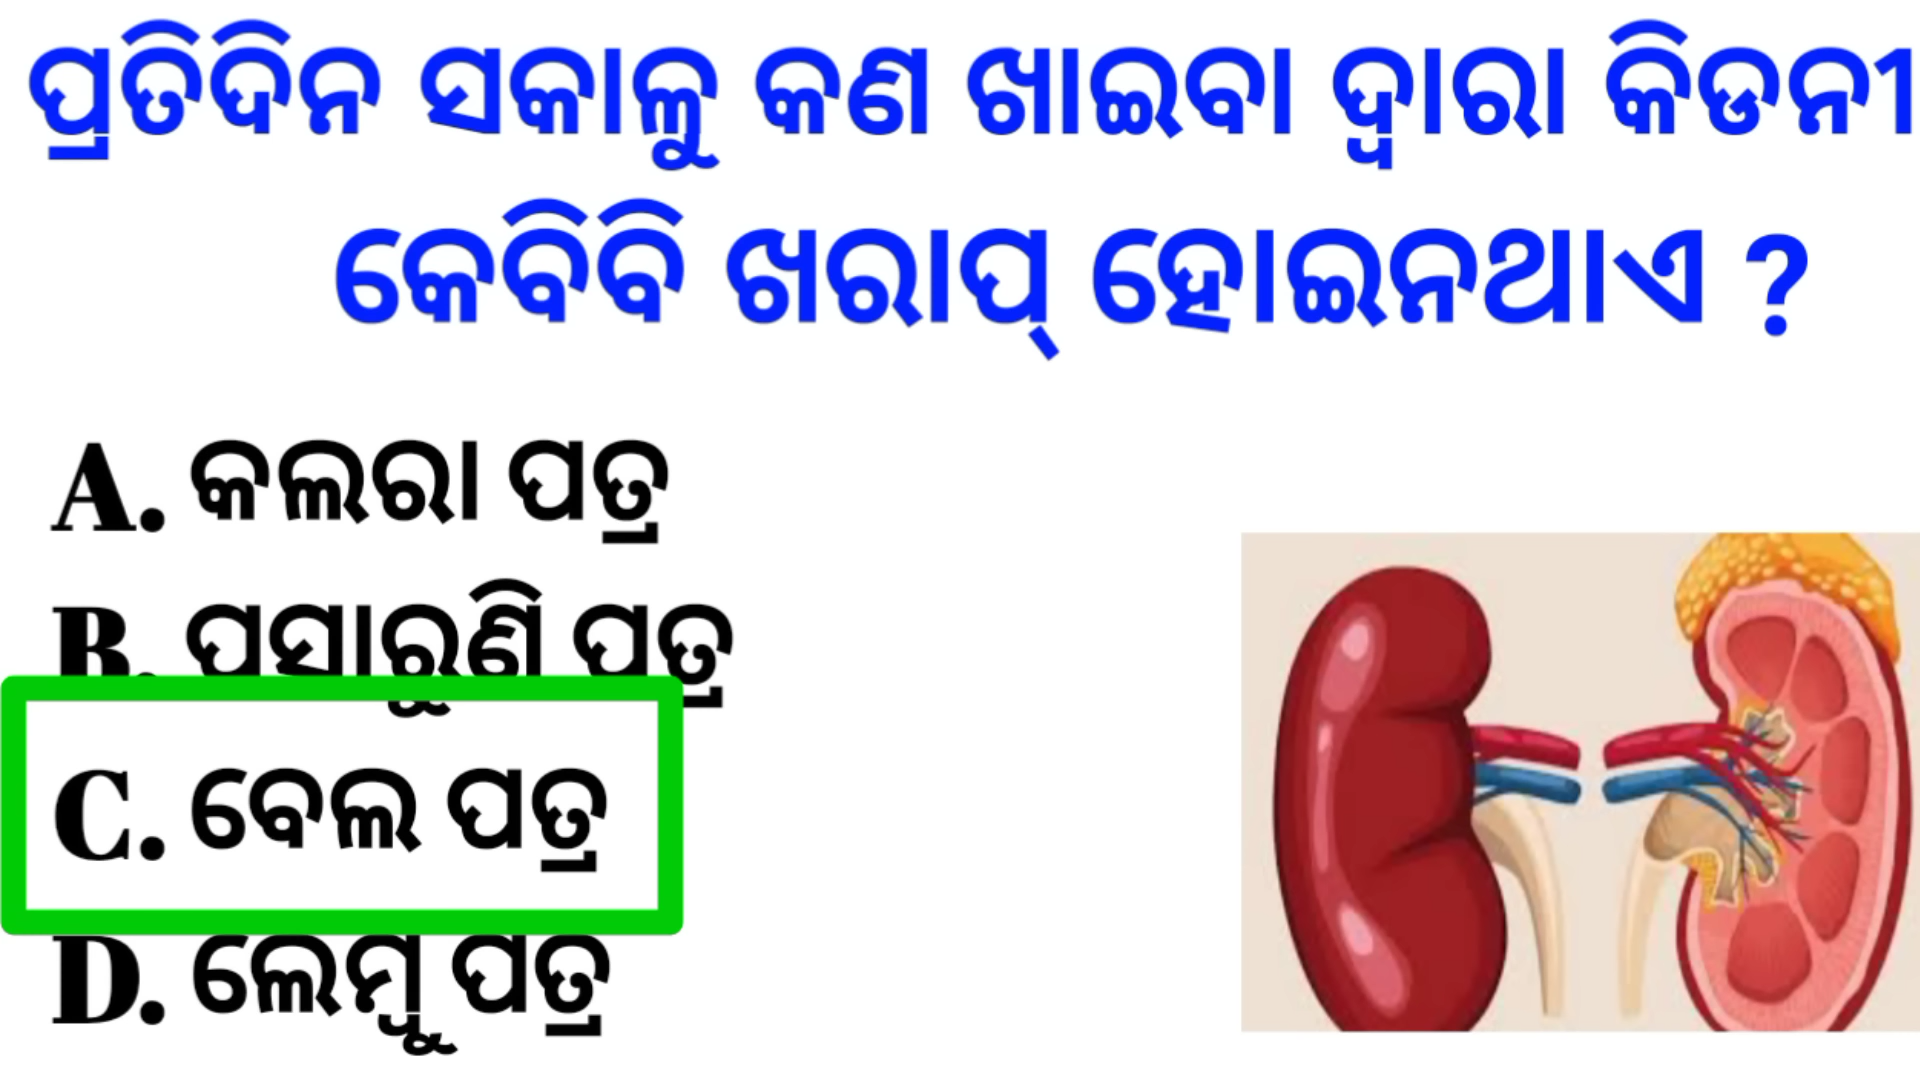 ପ୍ରତିଦିନ ସକାଳୁ କଣ ଖାଇବା ଦ୍ୱାରା କିଡନୀ
କେବିବି ଖରାପ୍ ହୋଇନଥାଏ ?
A. କଲରା ପତ୍ର
B. ପସାରୁଣି ପତ୍ର
C. ବେଲ ପତ୍ର
D. ଲେମ୍ବୁ ପତ୍ର